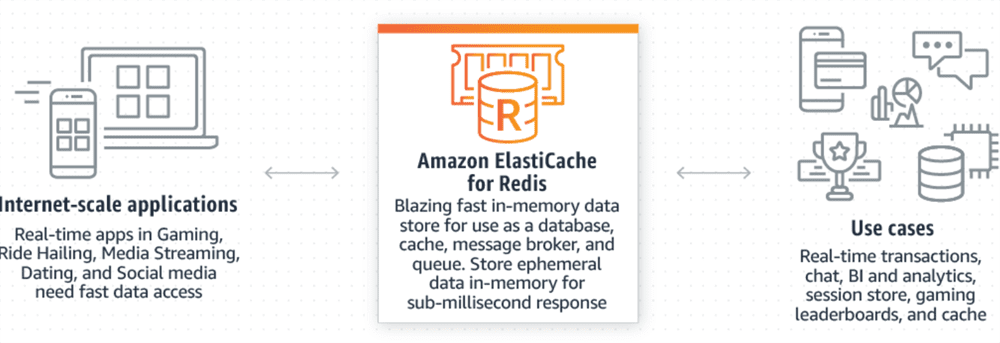 Internet-scale applications
Real-time apps in Gaming,
Ride Hailing, Media Streaming,
Dating, and Social media
need fast data access
R
Amazon ElastiCache
for Redis
Blazing fast in-memory data
store for use as a database,
cache, message broker, and
queue. Store ephemeral
data in-memory for
sub-millisecond response
Use cases
Real-time transactions,
chat, BI and analytics,
session store, gaming
leaderboards, and cache